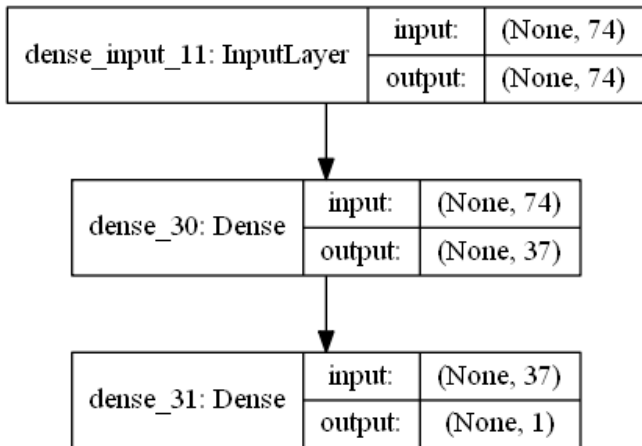 dense_input_11: InputLayer
input:
(None, 74)
output:
(None, 74)
dense_30: Dense
input:
(None, 74)
output:
(None, 37)
dense_31: Dense
input:
(None, 37)
output:
(None, 1)